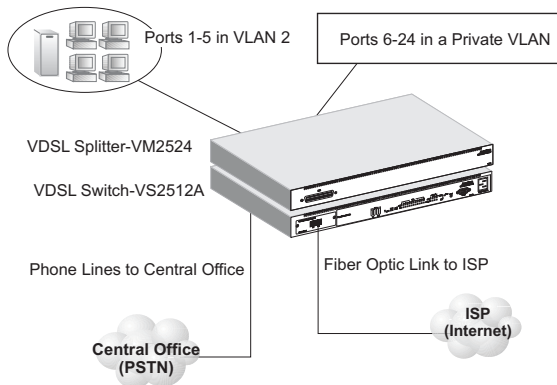 Ports 1-5 in VLAN 2
Ports 6-24 in a Private VLAN
VDSL Splitter-VM2524
VDSL Switch-VS2512A
Phone Lines to Central Office
Fiber Optic Link to ISP
ISP
(Internet)
Central Office
(PSTN)